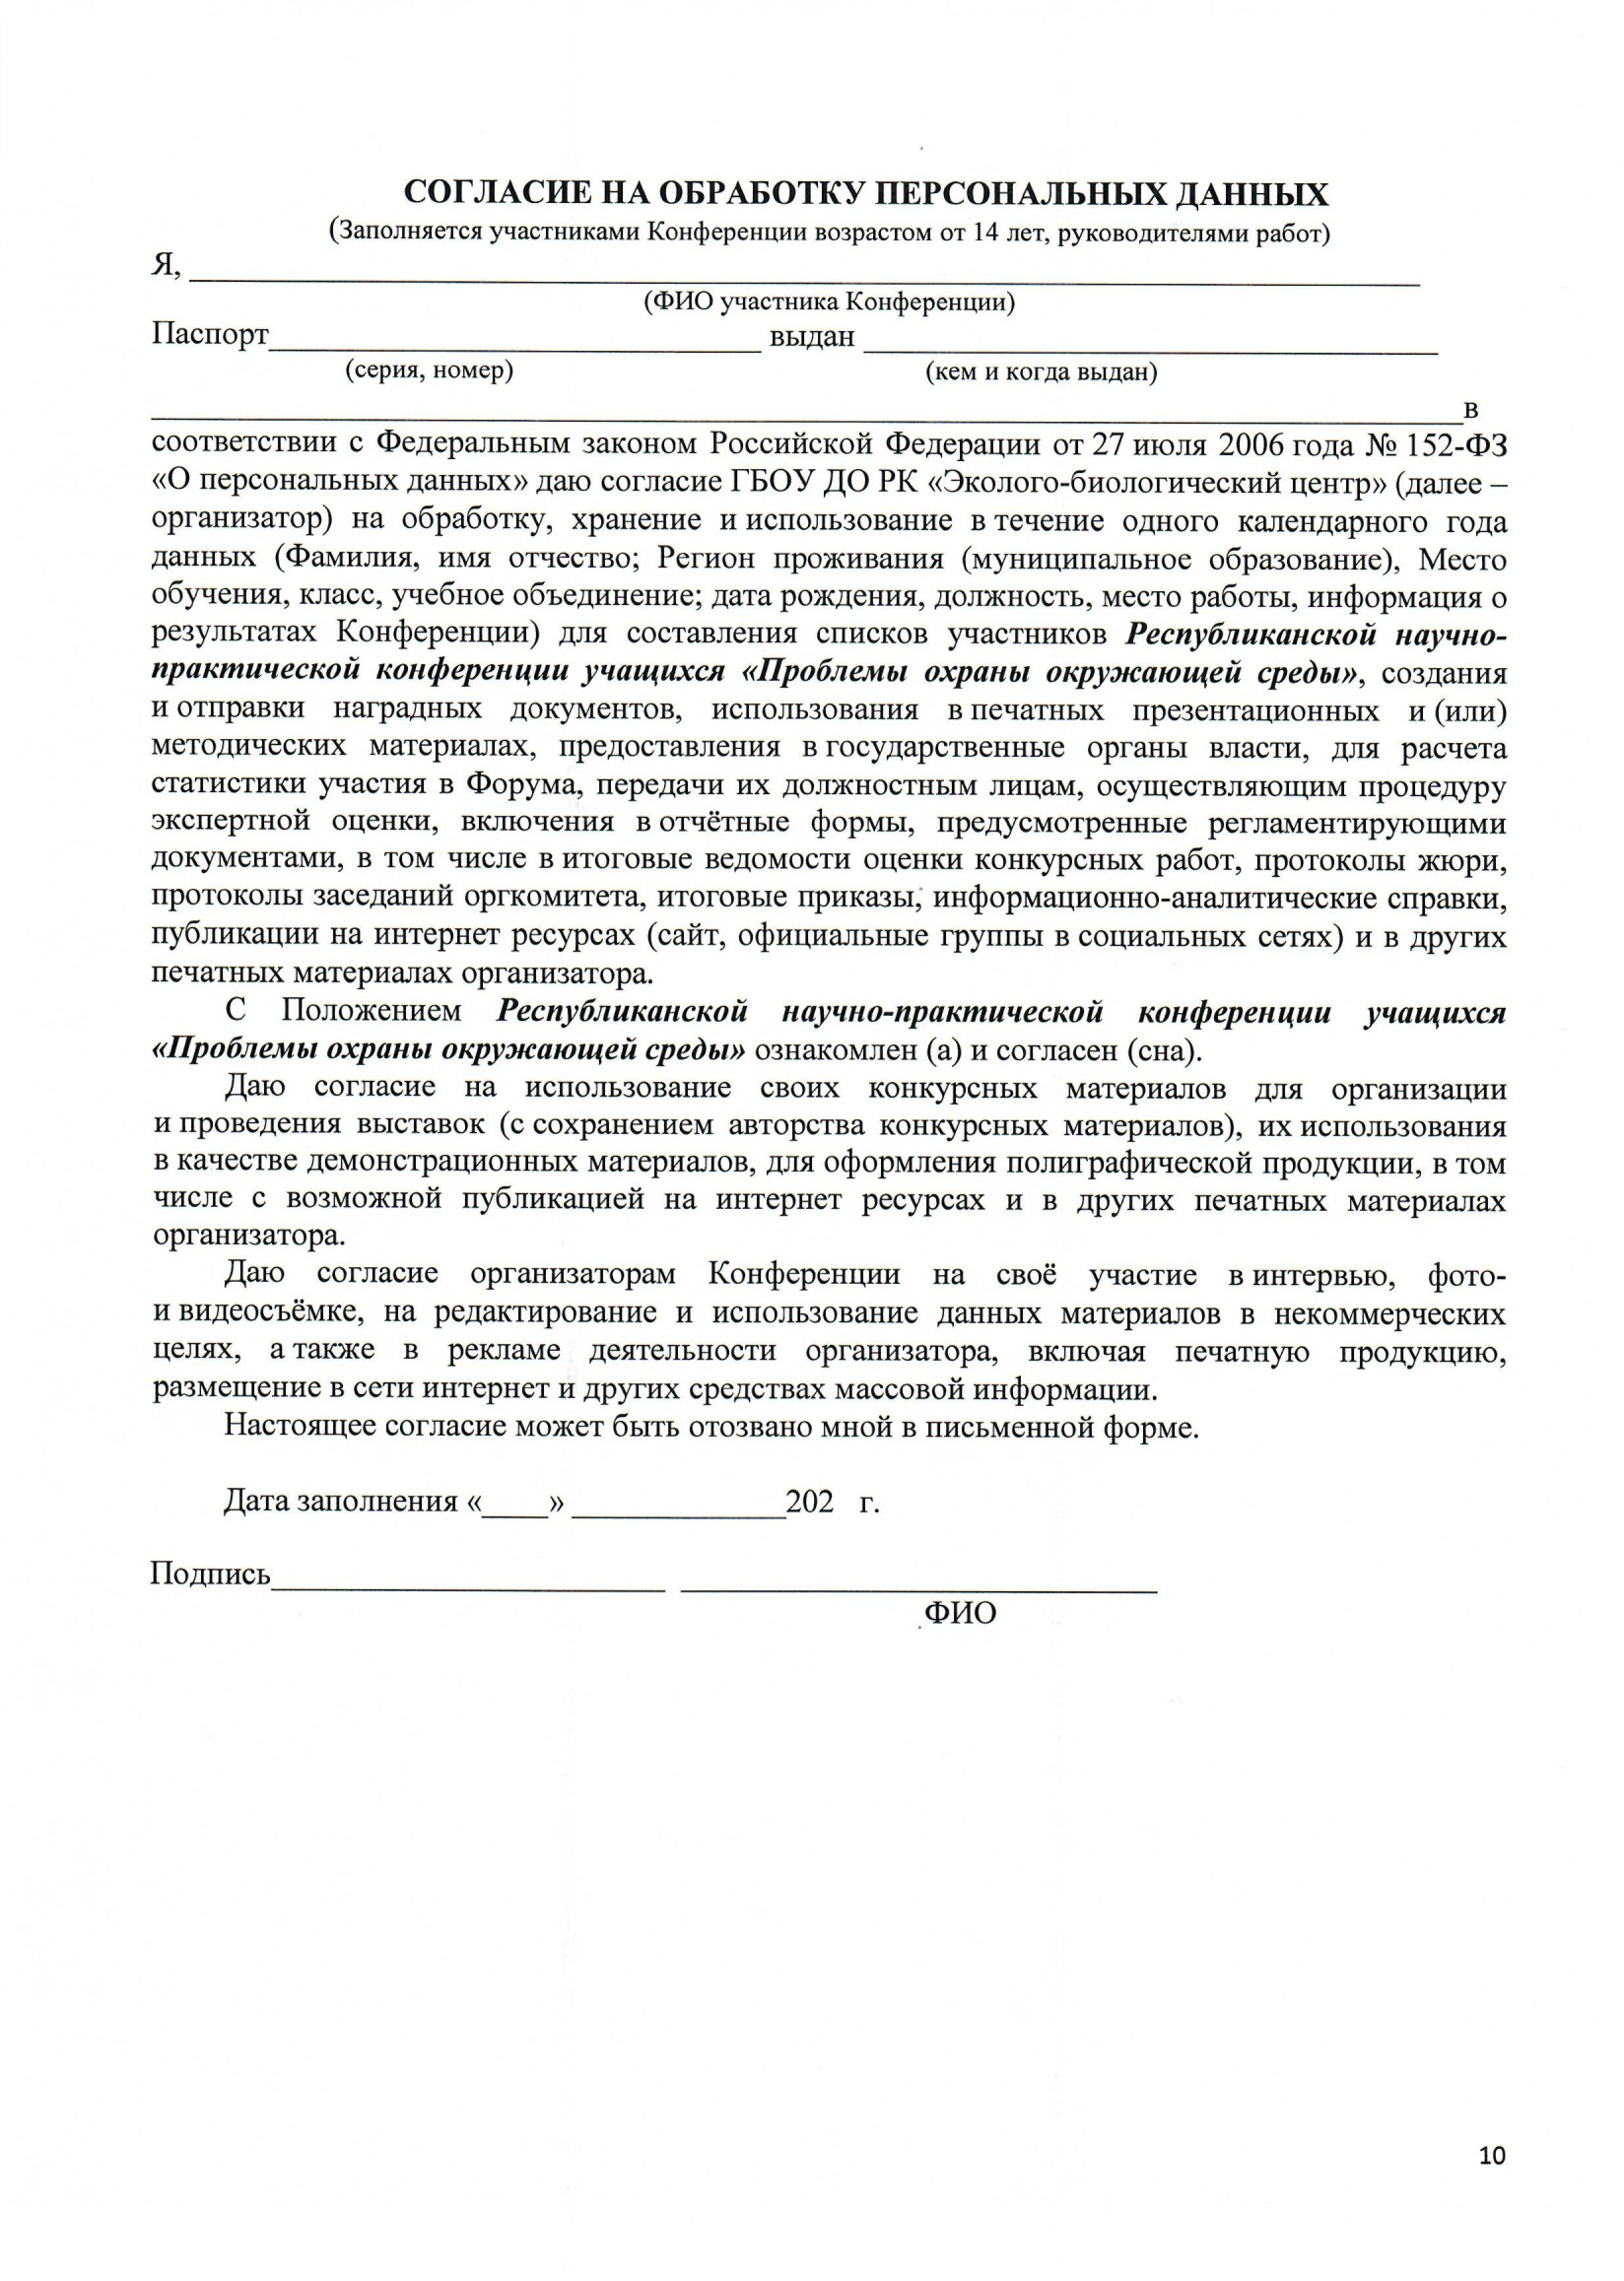 СОГЛАСИЕ НА ОБРАБОТКУ ПЕРСОНАЛЬНЫХ ДАННЫХ
(Заполняется участниками Конференции возрастом от 14 лет, руководителями работ)
Я, ________________
(ФИО участника Конференции)
Паспорт________________ выдан ________________
(серия, номер) (кем и когда выдан)
________________в
соответствии с Федеральным законом Российской Федерации от 27 июля 2006 года № 152-ФЗ
«О персональных данных» даю согласие ГБОУ ДО РК «Эколого-биологический центр» (далее –
организатор) на обработку, хранение и использование в течение одного календарного года
данных (Фамилия, имя отчество; Регион проживания (муниципальное образование), Место
обучения, класс, учебное объединение; дата рождения, должность, место работы, информация о
результатах Конференции) для составления списков участников Республиканской научно-
практической конференции учащихся «Проблемы охраны окружающей среды», создания
и отправки наградных документов, использования в печатных презентационных и (или)
методических материалах, предоставления в государственные органы власти, для расчета
статистики участия в Форума, передачи их должностным лицам, осуществляющим процедуру
экспертной оценки, включения в отчётные формы, предусмотренные регламентирующими
документами, в том числе в итоговые ведомости оценки конкурсных работ, протоколы жюри,
протоколы заседаний оргкомитета, итоговые приказы, информационно-аналитические справки,
публикации на интернет ресурсах (сайт, официальные группы в социальных сетях) и в других
печатных материалах организатора.
С Положением Республиканской научно-практической конференции учащихся
«Проблемы охраны окружающей среды» ознакомлен (а) и согласен (сна).
Даю согласие на использование своих конкурсных материалов для организации
и проведения выставок (с сохранением авторства конкурсных материалов), их использования
в качестве демонстрационных материалов, для оформления полиграфической продукции, в том
числе с возможной публикацией на интернет ресурсах и в других печатных материалах
организатора.
Даю согласие организаторам Конференции на своё участие в интервью, фото-
и видеосъёмке, на редактирование и использование данных материалов в некоммерческих
целях, а также в рекламе деятельности организатора, включая печатную продукцию,
размещение в сети интернет и других средствах массовой информации.
Настоящее согласие может быть отозвано мной в письменной форме.
Дата заполнения «____» _____________202 г.
Подпись________________ ________________
ФИО
10